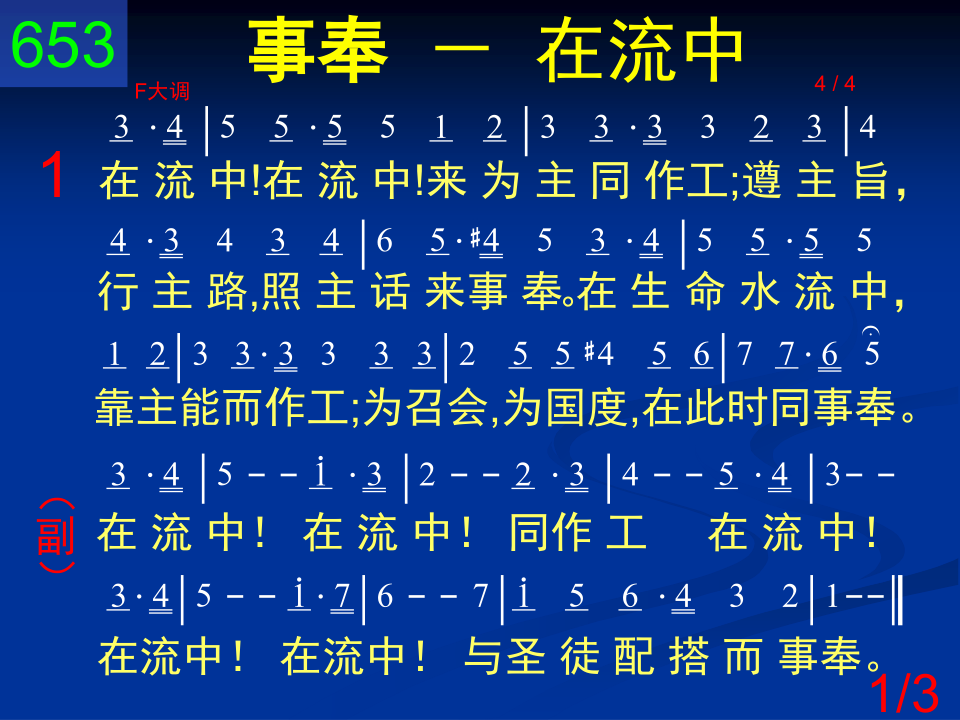 653
事奉 － 在流中
F大调
4 / 4
3 · 4 | 5 5 · 5 5 1 2 | 3 3 · 3 3 2 3 | 4
1
在 流 中!在 流 中!来 为 主 同 作工;遵 主 旨,
4 · 3 4 3 4 | 6 5 · #4 5 3 · 4 | 5 5 · 5 5
行 主 路,照 主 话 来事 奉。在 生 命 水 流 中,
1 2 | 3 3 · 3 3 3 3 | 2 5 5 #4 5 6 | 7 7 · 6 5
靠主能而作工;为召会,为国度,在此时同事奉。
3 · 4 | 5 - - i · 3 | 2 - - 2 · 3 | 4 - - 5 · 4 | 3 - -
(副)
在 流 中! 在 流 中! 同作 工 在 流 中!
3 · 4 | 5 - - i · 7 | 6 - - 7 | i 5 6 · 4 3 2 | 1 - - ||
在流中! 在流中! 与圣 徒 配 搭 而 事奉。
1/3